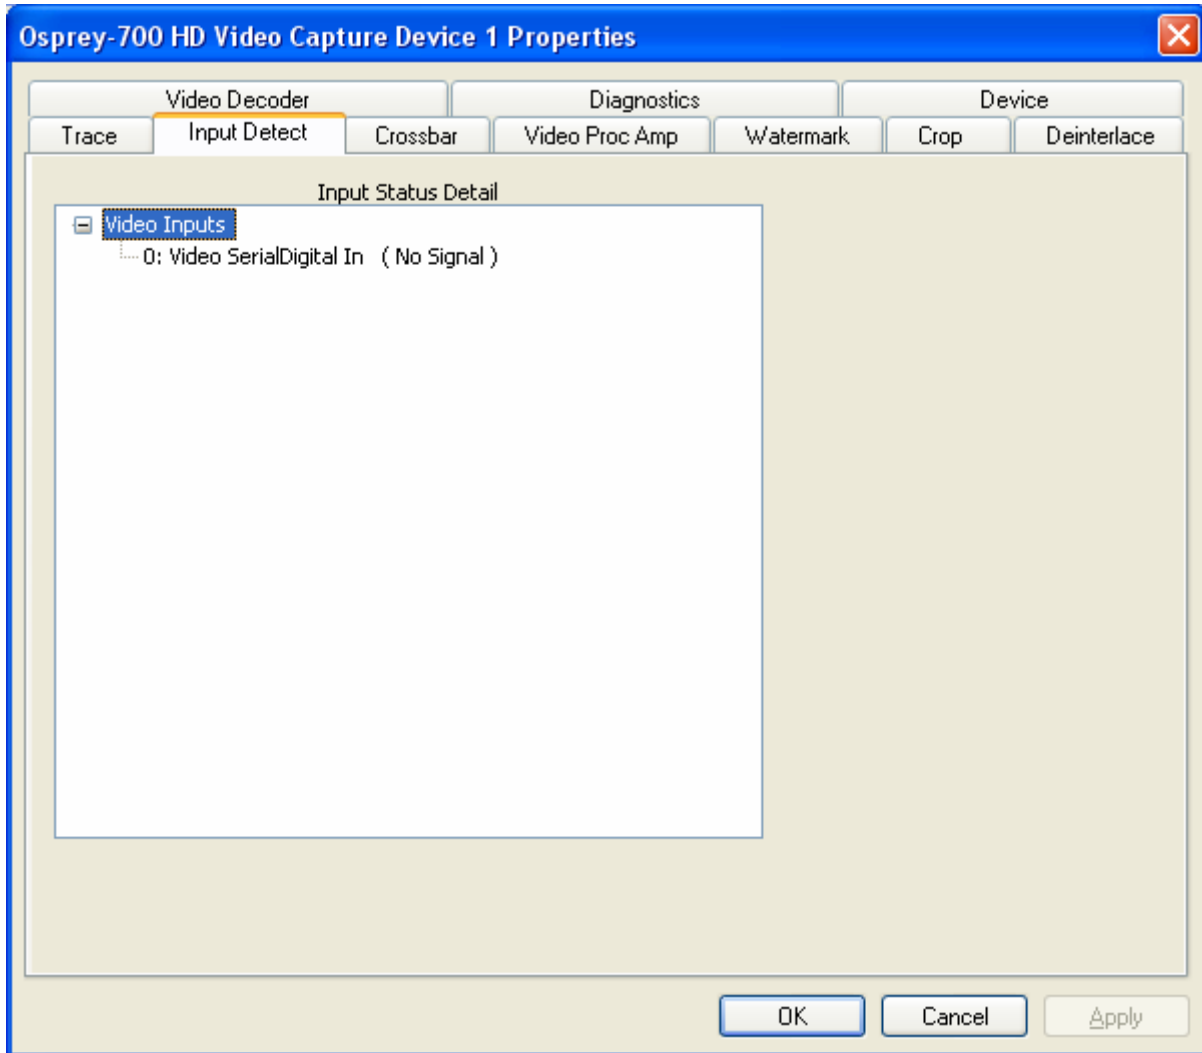 Osprey-700 HD Video Capture Device 1 Properties
Video Decoder Diagnostics Device
Trace Input Detect Crossbar Video Proc Amp Watermark Crop Deinterlace
Input Status Detail
Video Inputs
0: Video SerialDigital In ( No Signal )
OK Cancel Apply